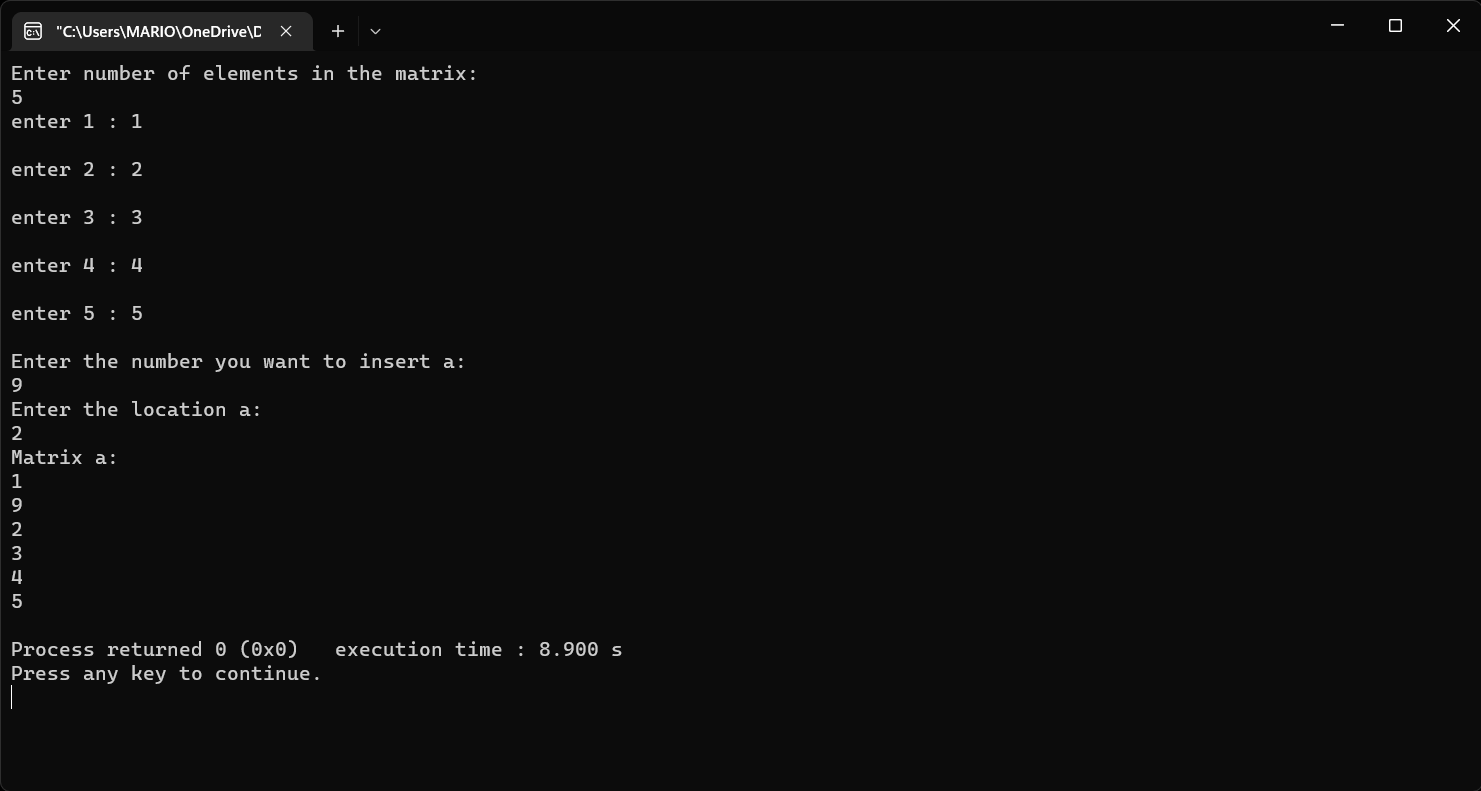 "C:\Users\MARIO\OneDrive\D
Enter number of elements in the matrix:
5
enter 1 : 1
enter 2 : 2
enter 3 : 3
enter 4 : 4
enter 5 : 5
Enter the number you want to insert a:
9
Enter the location a:
2
Matrix a:
1
9
2
3
4
5
Process returned 0 (0x0)   execution time : 8.900 s
Press any key to continue.